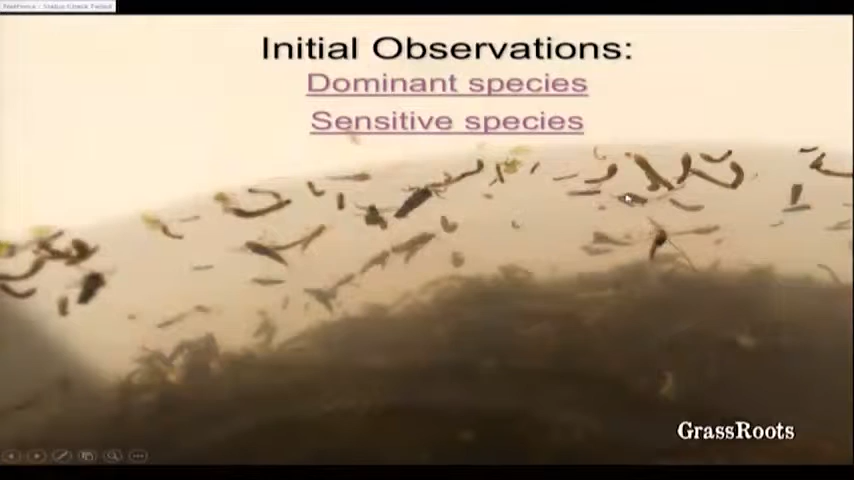 Initial Observations:
Dominant species
Sensitive species
GrassRoots